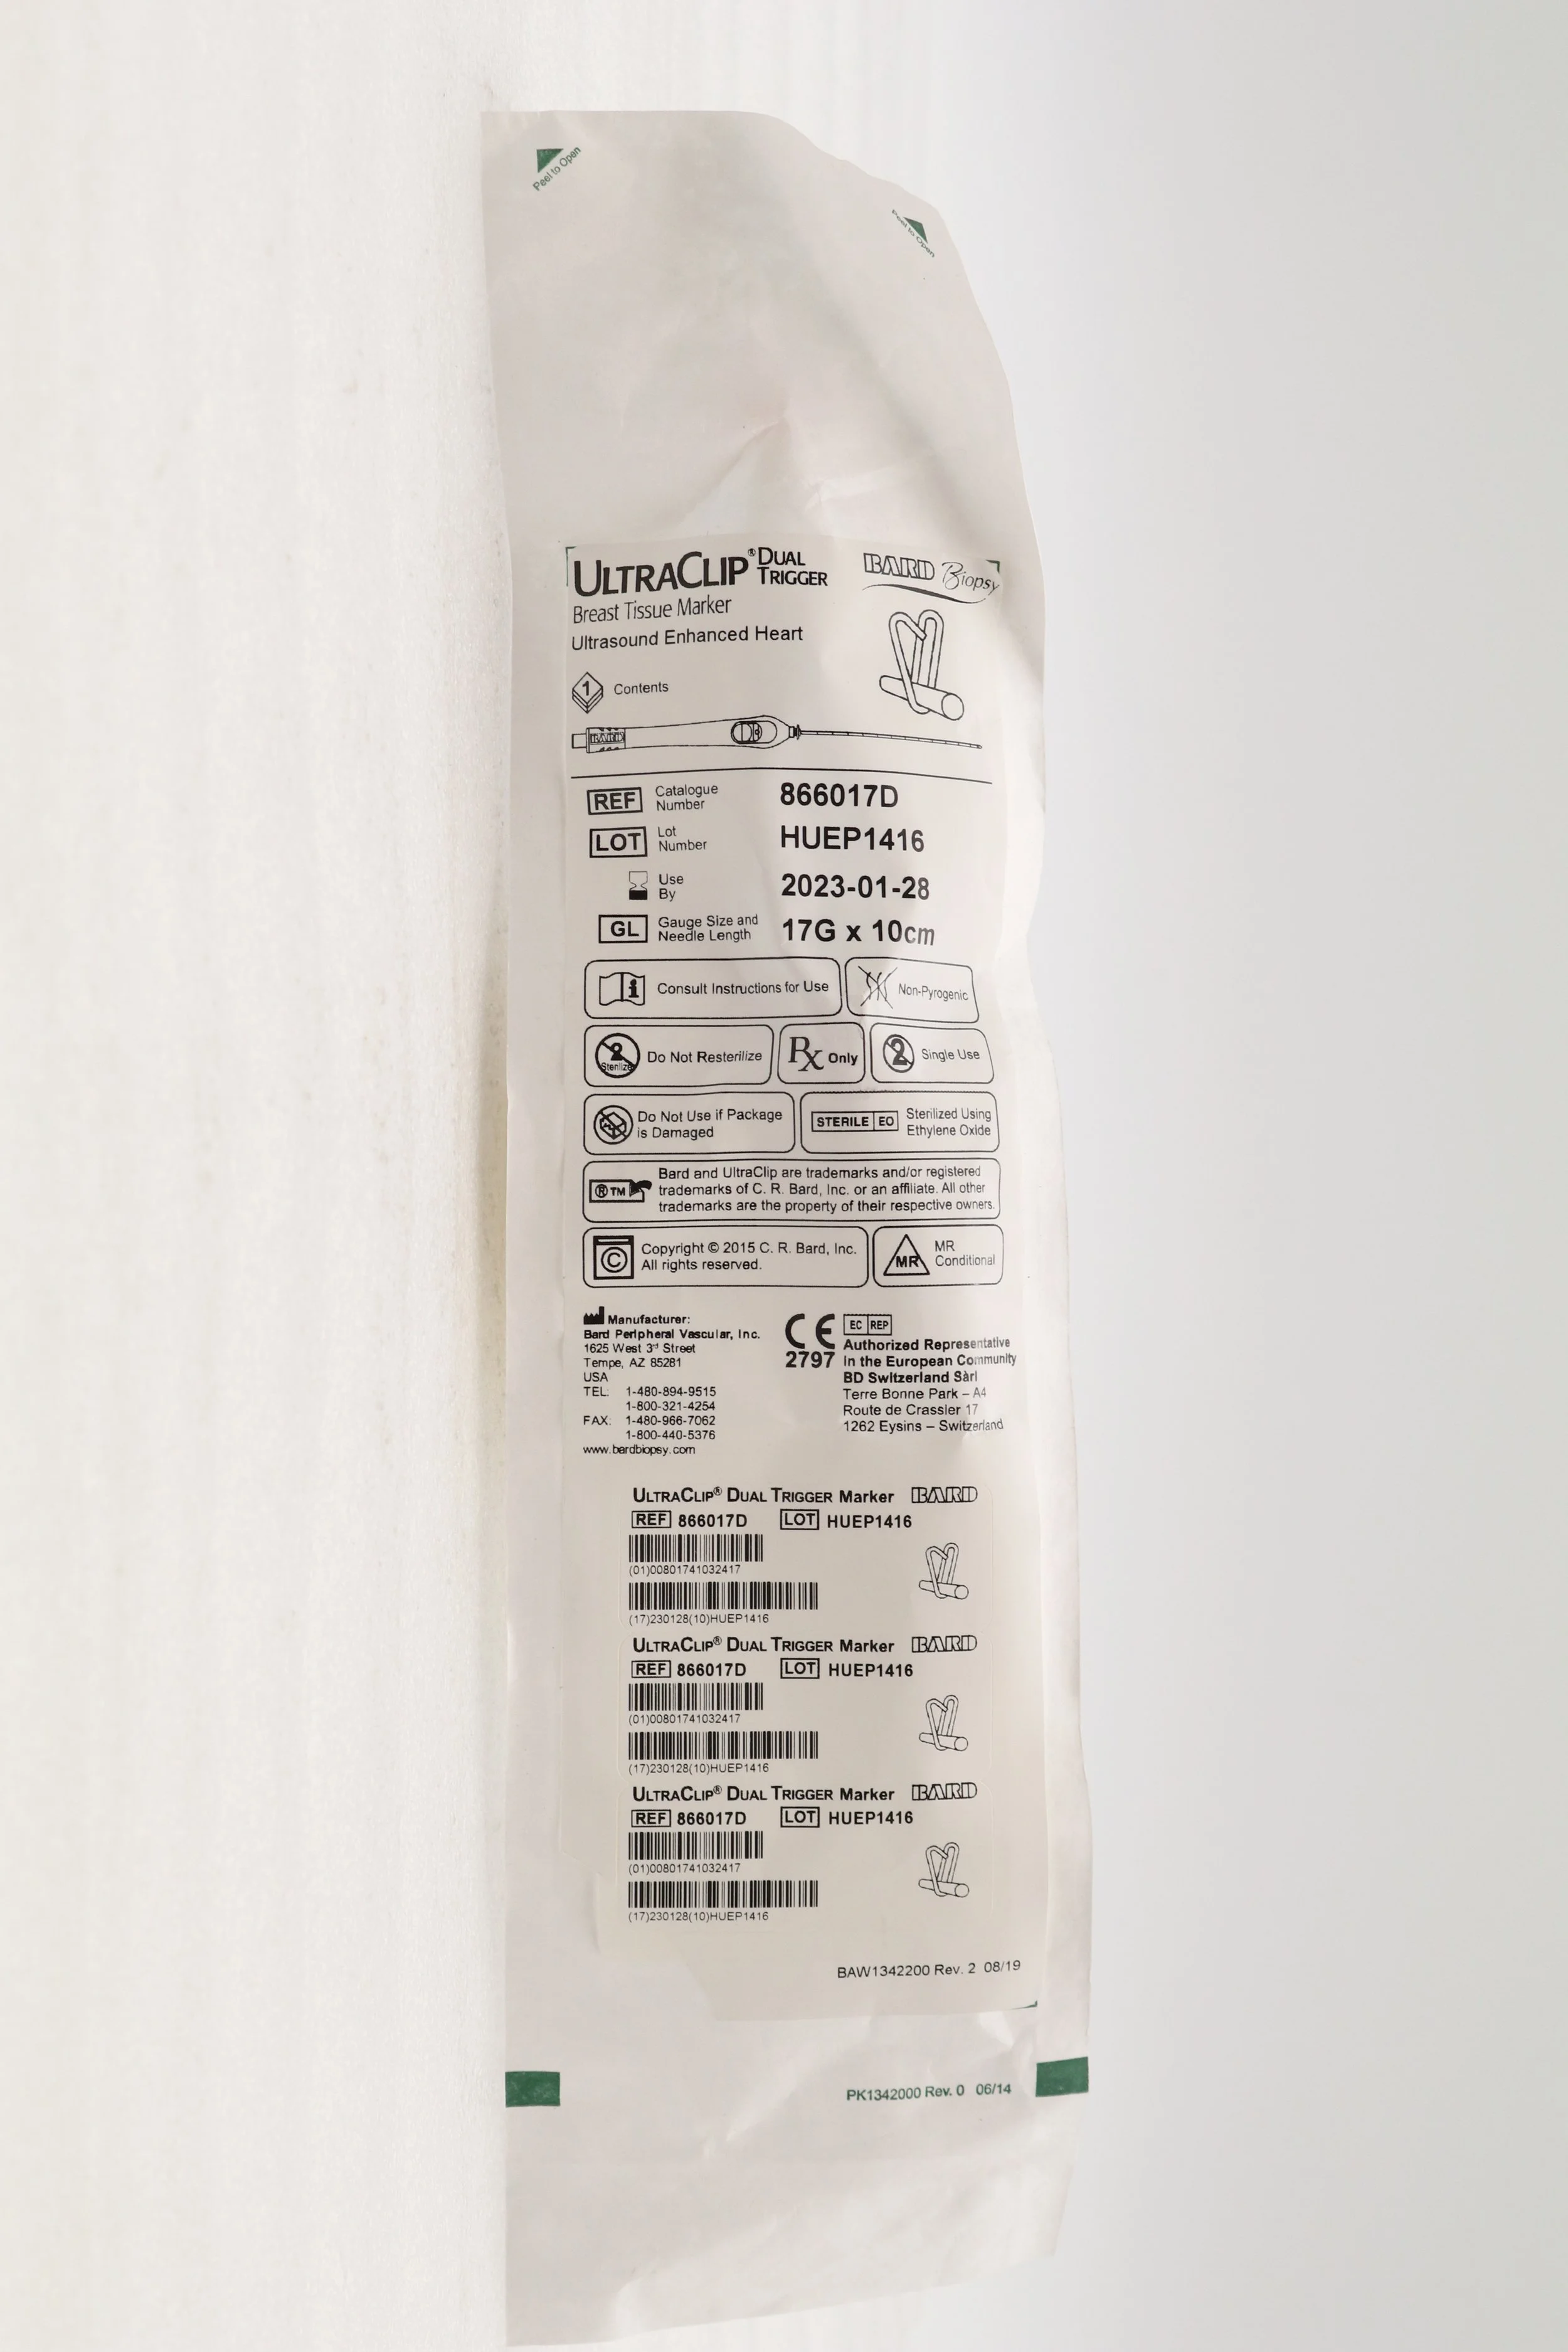 Peel to Open
Peel to Open
ULTRACLIP® DUAL TRIGGER
BARD Biopsy
Breast Tissue Marker
Ultrasound Enhanced Heart
1 Contents
BARD
REF Catalogue Number 866017D
LOT Lot Number HUEP1416
Use By 2023-01-28
GL Gauge Size and Needle Length 17G x 10cm
Consult Instructions for Use
Non-Pyrogenic
2 Sterilize Do Not Resterilize
Rx Only
2 Single Use
Do Not Use if Package
is Damaged
STERILE EO Sterilized Using
Ethylene Oxide
® TM Bard and UltraClip are trademarks and/or registered
trademarks of C. R. Bard, Inc. or an affiliate. All other
trademarks are the property of their respective owners.
© Copyright © 2015 C. R. Bard, Inc.
All rights reserved.
MR MR
Conditional
Manufacturer:
Bard Peripheral Vascular, Inc.
1625 West 3rd Street
Tempe, AZ 85281
USA
TEL: 1-480-894-9515
1-800-321-4254
FAX: 1-480-966-7062
1-800-440-5376
www.bardbiopsy.com
CE 2797
EC REP
Authorized Representative
in the European Community
BD Switzerland Sàrl
Terre Bonne Park – A4
Route de Crassier 17
1262 Eysins – Switzerland
ULTRACLIP® DUAL TRIGGER Marker BARD
REF 866017D LOT HUEP1416
(01)00801741032417
(17)230128(10)HUEP1416
ULTRACLIP® DUAL TRIGGER Marker BARD
REF 866017D LOT HUEP1416
(01)00801741032417
(17)230128(10)HUEP1416
ULTRACLIP® DUAL TRIGGER Marker BARD
REF 866017D LOT HUEP1416
(01)00801741032417
(17)230128(10)HUEP1416
BAW1342200 Rev. 2 08/19
PK1342000 Rev. 0 06/14